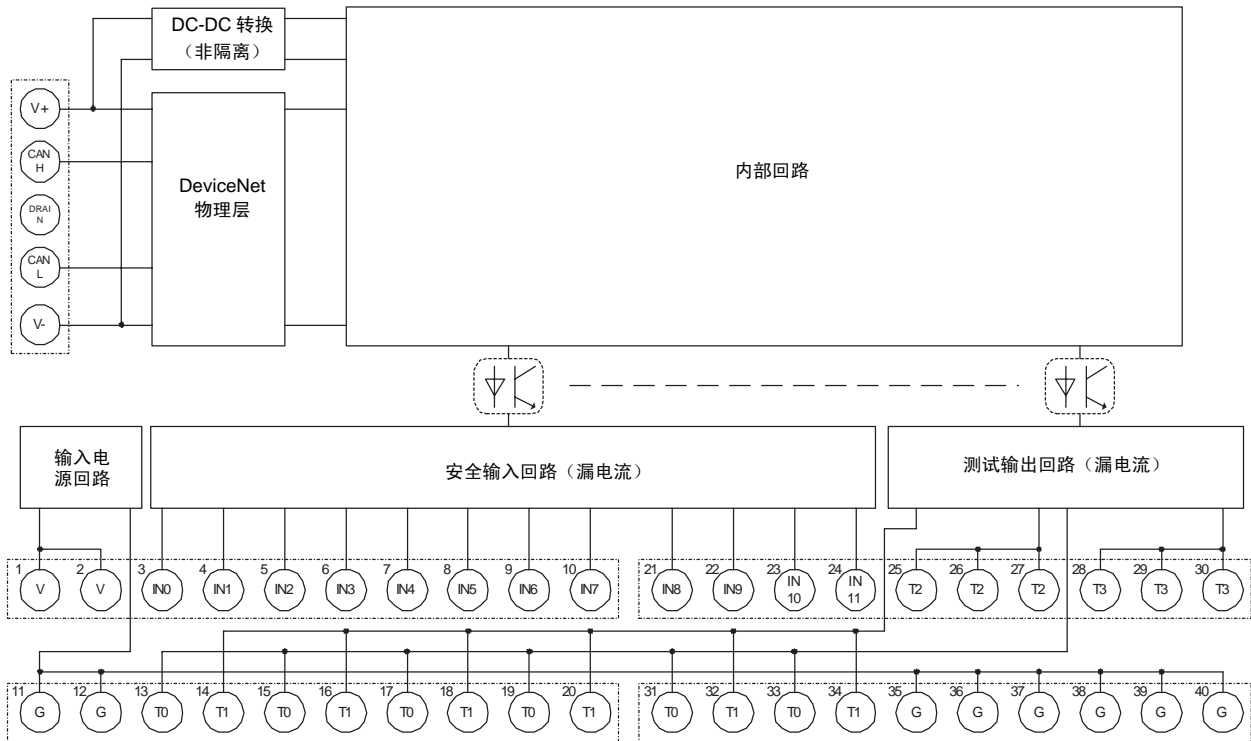 DC-DC 转换
（非隔离）
V+
CAN
H
DRAI
N
CAN
L
V-
DeviceNet
物理层
内部回路
输入电
源回路
安全输入回路（漏电流）
测试输出回路（漏电流）
1 2 3 4 5 6 7 8 9 10 21 22 23 24 25 26 27 28 29 30
V V IN0 IN1 IN2 IN3 IN4 IN5 IN6 IN7 IN8 IN9 IN IN T2 T2 T2 T3 T3 T3
10 11
11 12 13 14 15 16 17 18 19 20 31 32 33 34 35 36 37 38 39 40
G G T0 T1 T0 T1 T0 T1 T0 T1 T0 T1 T0 T1 G G G G G G